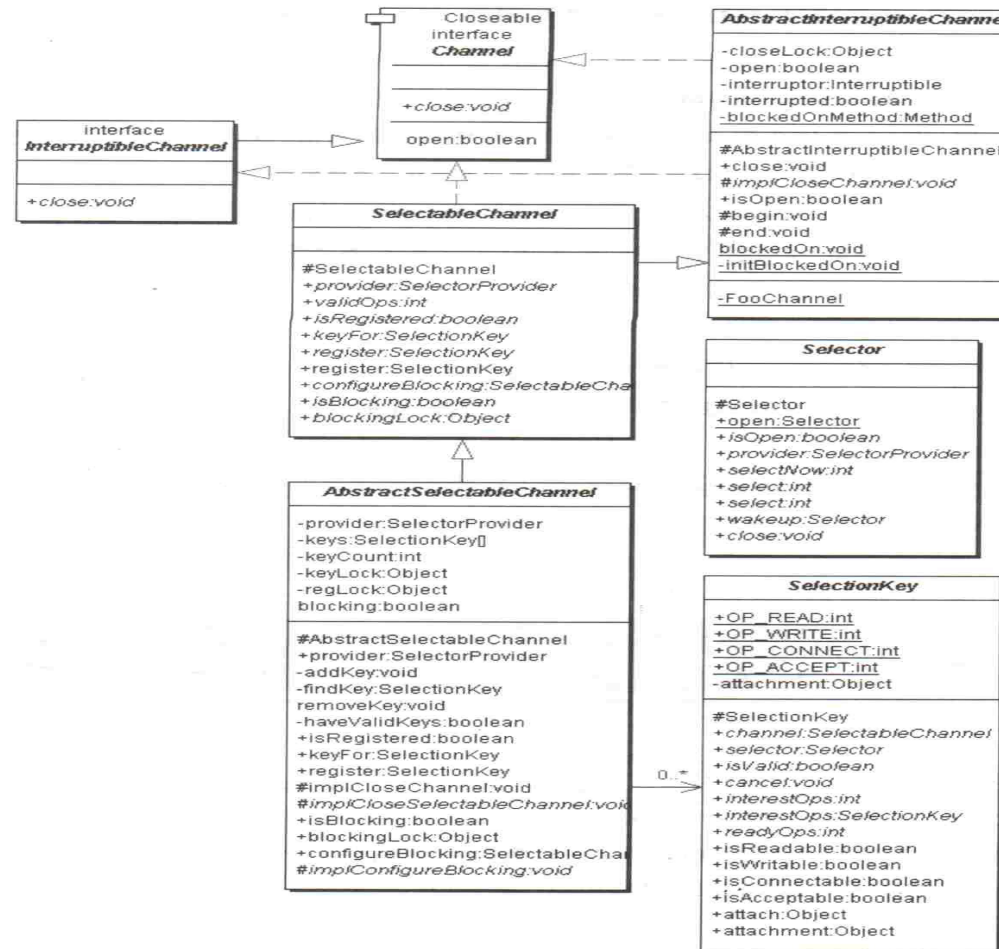 Closeable
interface
Channel
+close:void
open:boolean
interface
InterruptibleChannel
+close:void
AbstractInterruptibleChannel
-closeLock:Object
-open:boolean
-interruptor:Interruptible
-interrupted:boolean
-blockedOnMethod:Method
#AbstractInterruptibleChannel
+close:void
#implCloseChannel:void
+isOpen:boolean
#begin:void
#end:void
blockedOn:void
-initBlockedOn:void
-FooChannel
SelectableChannel
#SelectableChannel
+provider:SelectorProvider
+validOps:int
+isRegistered:boolean
+keyFor:SelectionKey
+register:SelectionKey
+register:SelectionKey
+configureBlocking:SelectableCha
+isBlocking:boolean
+blockingLock:Object
Selector
#Selector
+open:Selector
+isOpen:boolean
+provider:SelectorProvider
+selectNow:int
+select:int
+select:int
+wakeup:Selector
+close:void
AbstractSelectableChannel
-provider:SelectorProvider
-keys:SelectionKey[]
-keyCount:int
-keyLock:Object
-regLock:Object
blocking:boolean
#AbstractSelectableChannel
+provider:SelectorProvider
-addKey:void
-findKey:SelectionKey
removeKey:void
-haveValidKeys:boolean
+isRegistered:boolean
+keyFor:SelectionKey
+register:SelectionKey
#implCloseChannel:void
#implCloseSelectableChannel:void
+isBlocking:boolean
+blockingLock:Object
+configureBlocking:SelectableChar
#implConfigureBlocking:void
0..*
SelectionKey
+OP_READ:int
+OP_WRITE:int
+OP_CONNECT:int
+OP_ACCEPT:int
-attachment:Object
#SelectionKey
+channel:SelectableChannel
+selector:Selector
+isValid:boolean
+cancel:void
+interestOps:int
+interestOps:SelectionKey
+readyOps:int
+isReadable:boolean
+isWritable:boolean
+isConnectable:boolean
+isAcceptable:boolean
+attach:Object
+attachment:Object